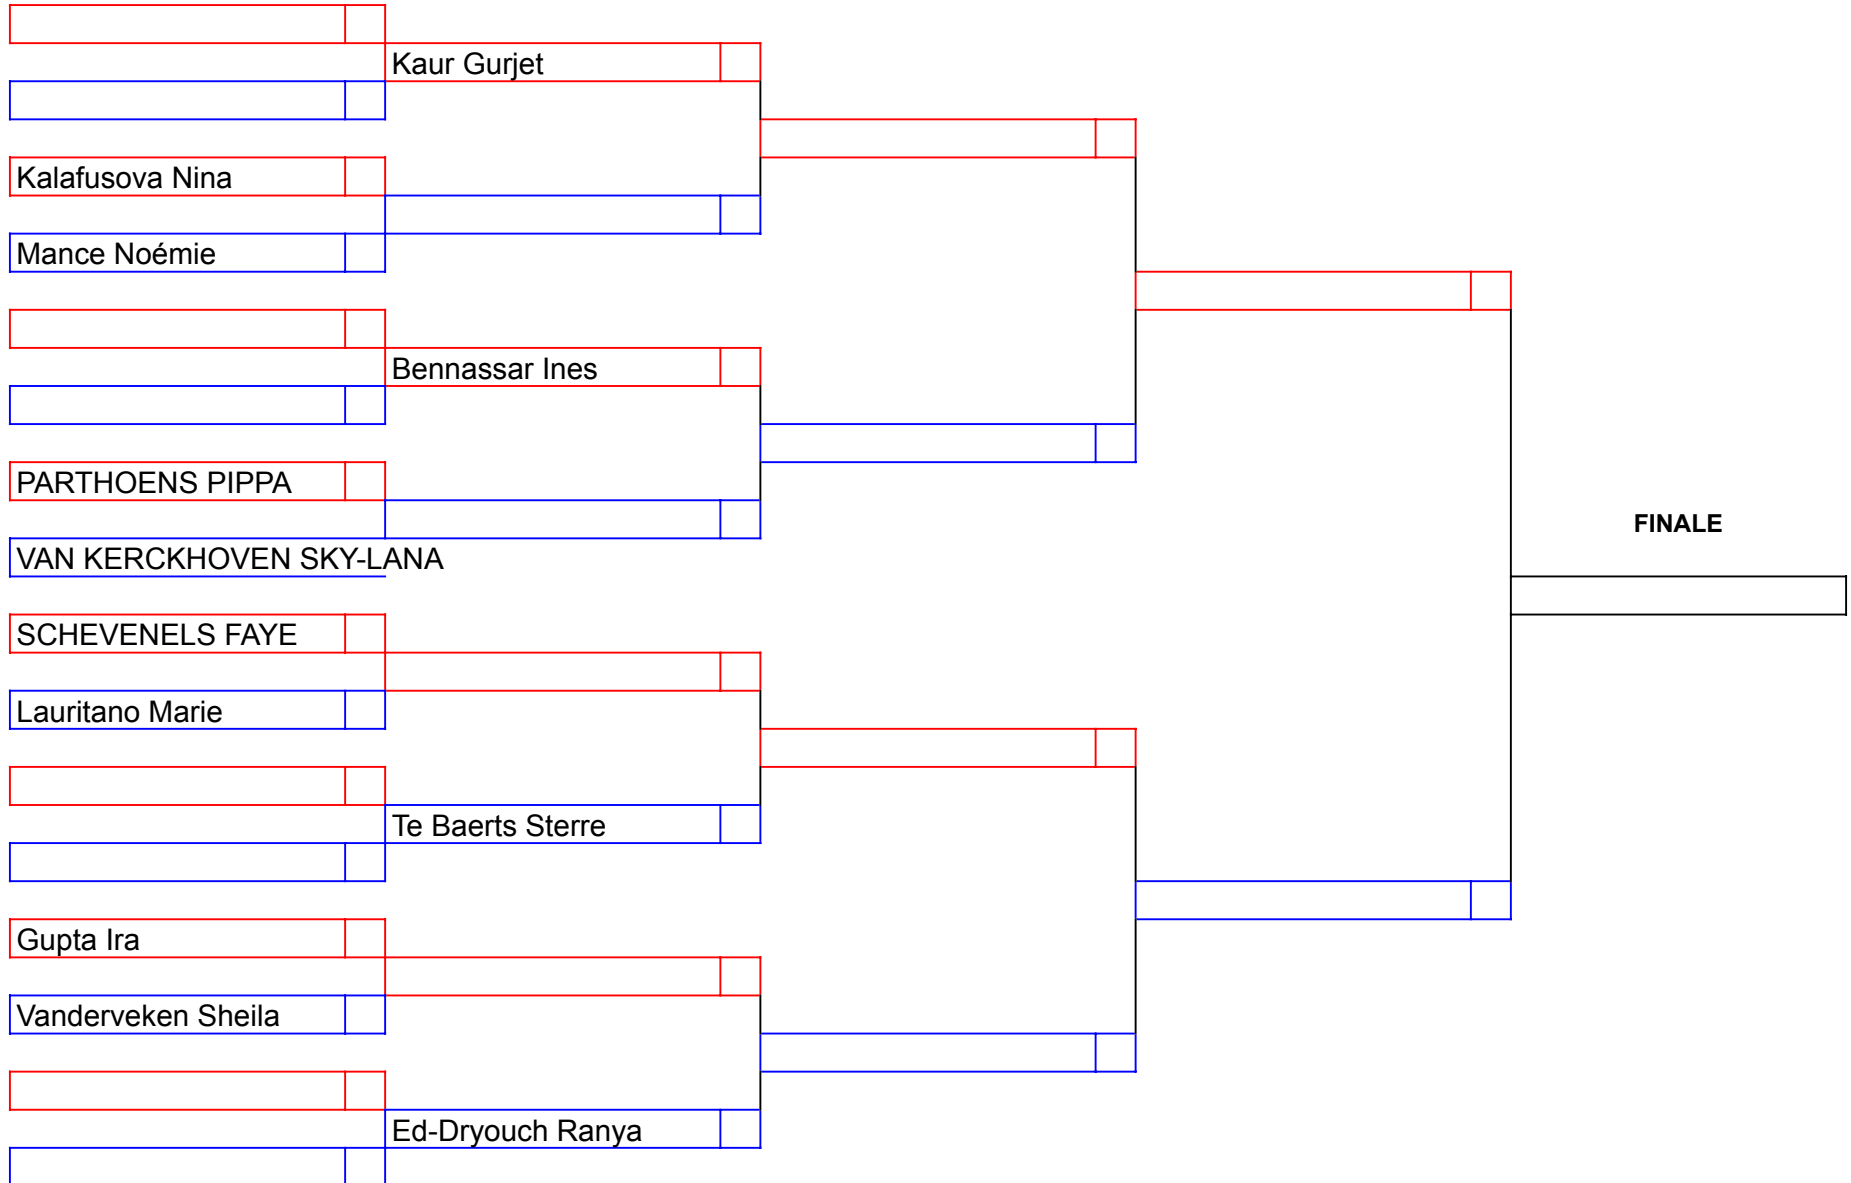 Kaur Gurjet
Kalafusova Nina
Mance Noémie
Bennassar Ines
PARTHOENS PIPPA
FINALE
VAN KERCKHOVEN SKY-LANA
SCHEVENELS FAYE
Lauritano Marie
Te Baerts Sterre
Gupta Ira
Vanderveken Sheila
Ed-Dryouch Ranya